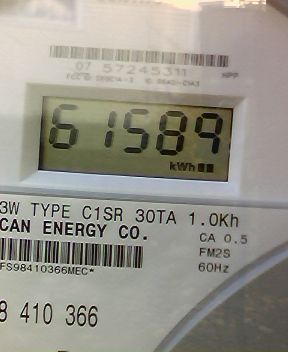 07 57245311
NPP
61589
kWh
3W TYPE C1SR 30TA 1.0Kh
CAN ENERGY CO.
CA 0.5
FM2S
60Hz
FS98410366MEC*
8 410 366